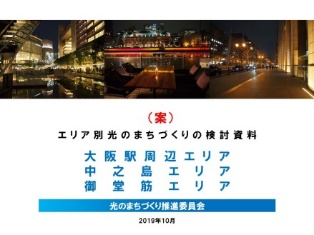 （案）
エリア別光のまちづくりの検討資料
大阪駅周辺エリア
中之島エリア
御堂筋エリア
光のまちづくり推進委員会
2019年10月